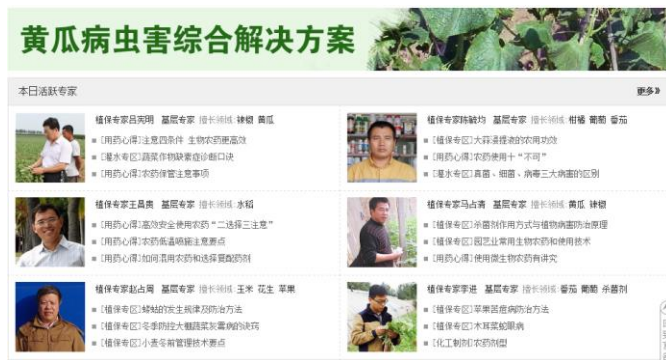 黄瓜病虫害综合解决方案
本日活跃专家
更多》
植保专家吕宪明 基层专家 擅长领域: 辣椒 黄瓜
[用药心得]注意四条件 生物农药更高效
[灌水专区]蔬菜作物缺素症诊断口诀
[用药心得]农药保管注意事项
植保专家陈毓均 基层专家 擅长领域: 柑橘 葡萄 番茄
[植保专区]大蒜浸提液的农用功效
[用药心得]农药使用十“不可”
[灌水专区]真菌、细菌、病毒三大病害的区别
植保专家王昌贵 基层专家 擅长领域: 水稻
[用药心得]高效安全使用农药“二选择三注意”
[用药心得]农药低温喷施注意要点
[用药心得]如何混用农药和选择复配药剂
植保专家马占清 基层专家 擅长领域: 黄瓜 辣椒
[植保专区]杀菌剂作用方式与植物病害防治原理
[植保专区]园艺业常用生物农药和使用技术
[用药心得]使用微生物农药有讲究
植保专家赵占周 基层专家 擅长领域: 玉米 花生 苹果
[植保专区]蛴螬的发生规律及防治方法
[植保专区]冬季防控大棚蔬菜灰霉病的诀窍
[植保专区]小麦冬前管理技术要点
植保专家李进 基层专家 擅长领域: 番茄 葡萄 杀菌剂
[植保专区]苹果苦痘病防治方法
[植保专区]木耳菜蛇眼病
[化工制剂]农药剂型